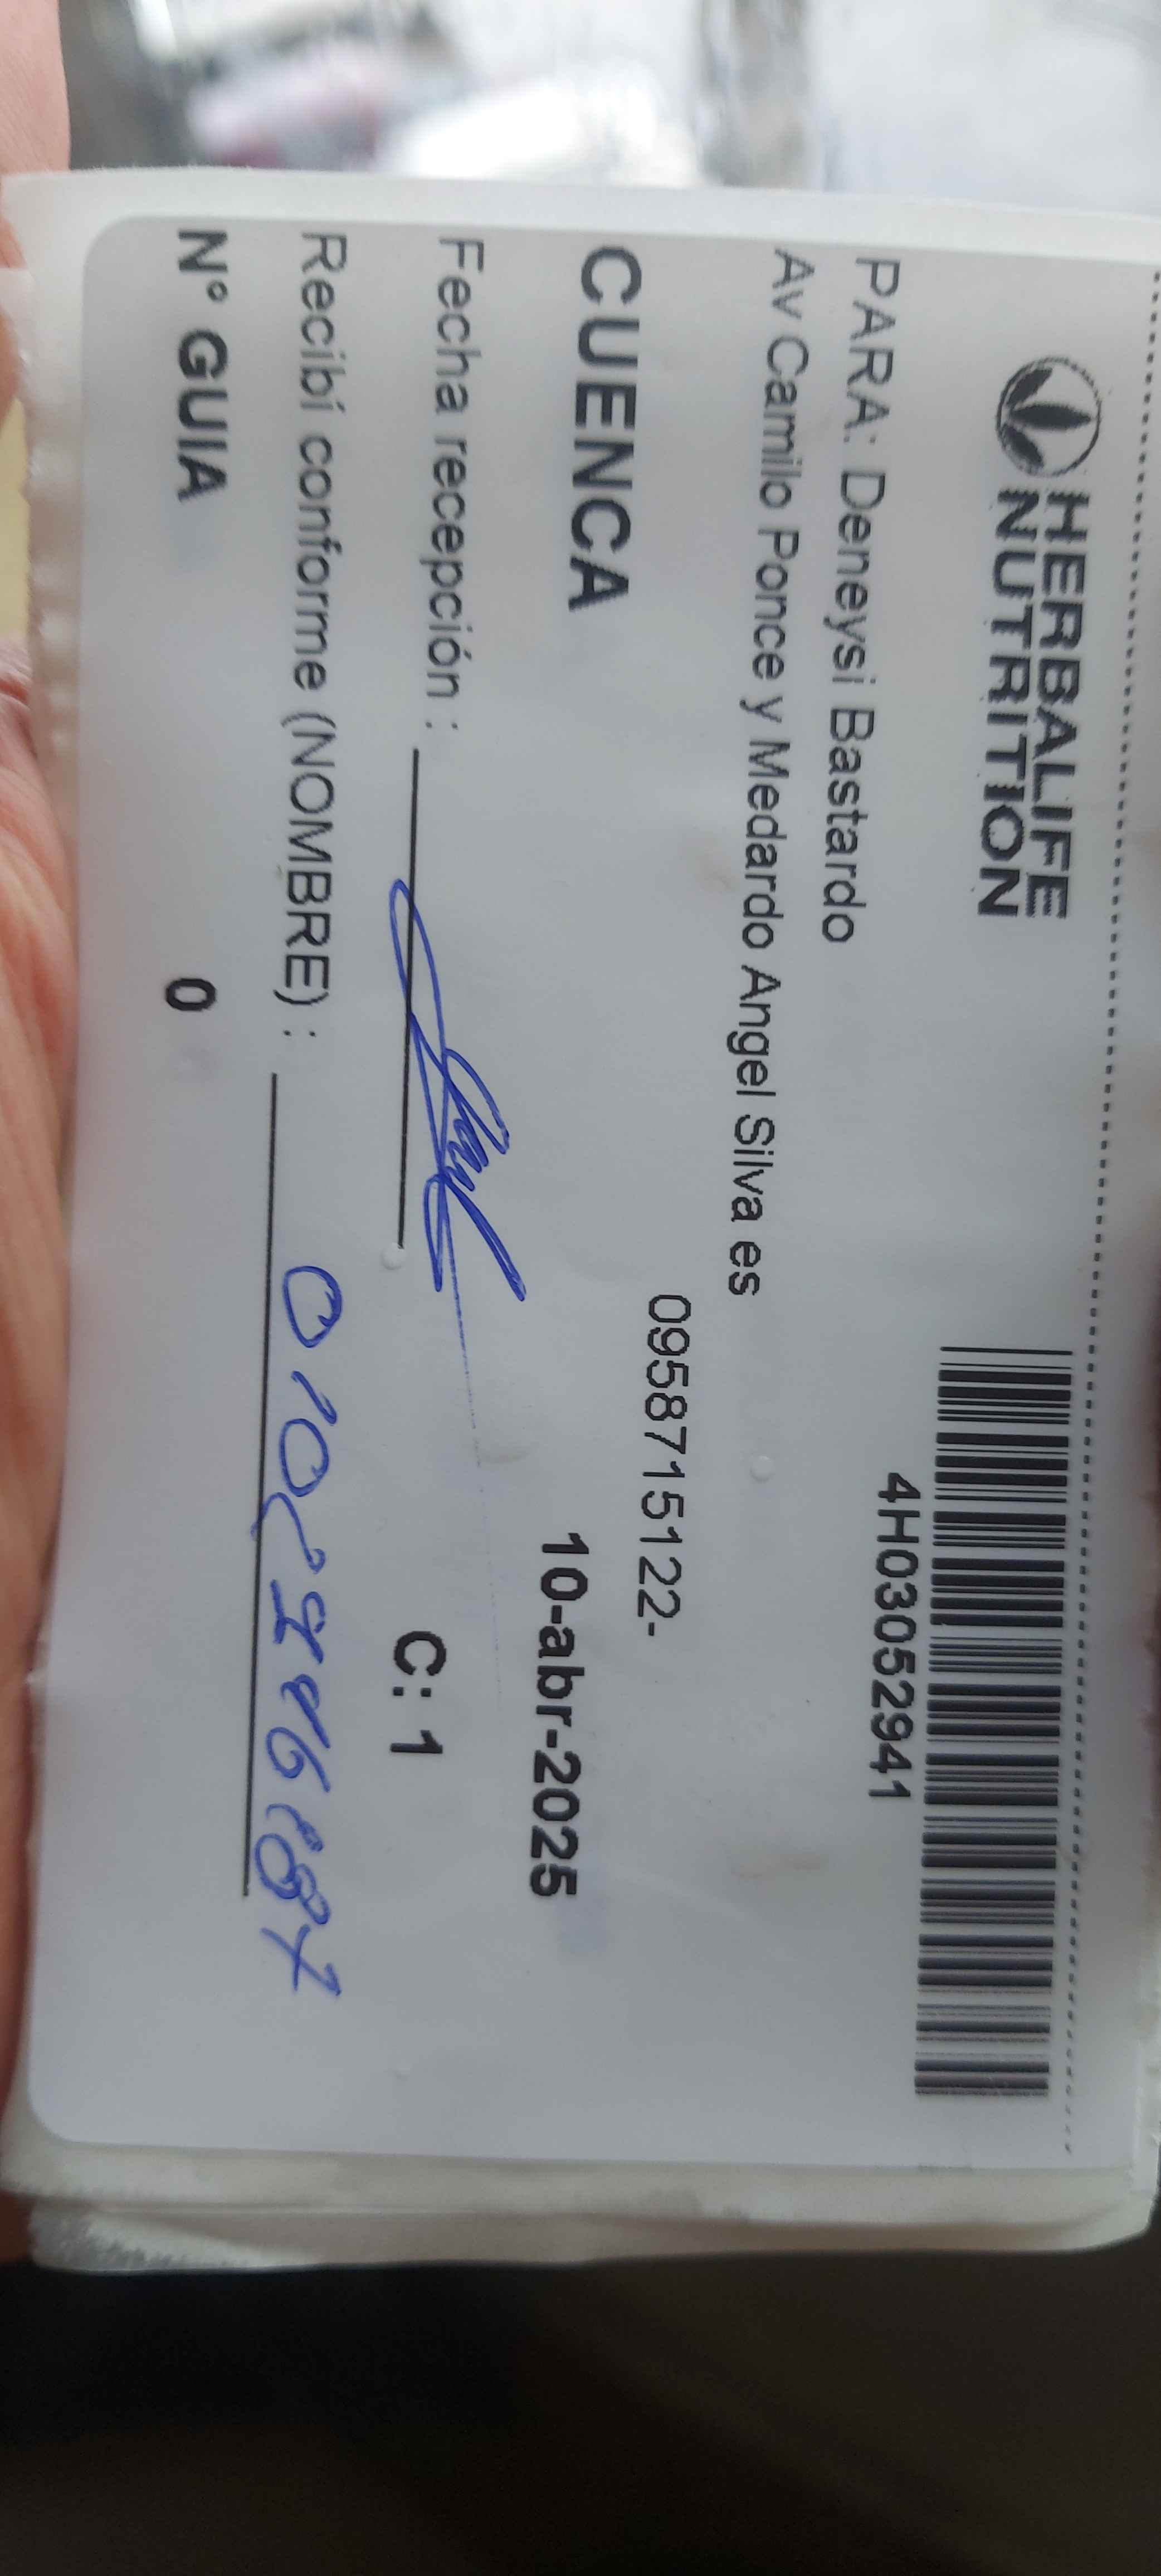 HERBALIFE
NUTRITION
4H03052941
PARA: Deneysi Bastardo
Av Camilo Ponce y Medardo Angel Silva es
0958715122-
CUENCA
10-abr-2025
Fecha recepción :
C: 1
Recibí conforme (NOMBRE) :
N° GUIA 0